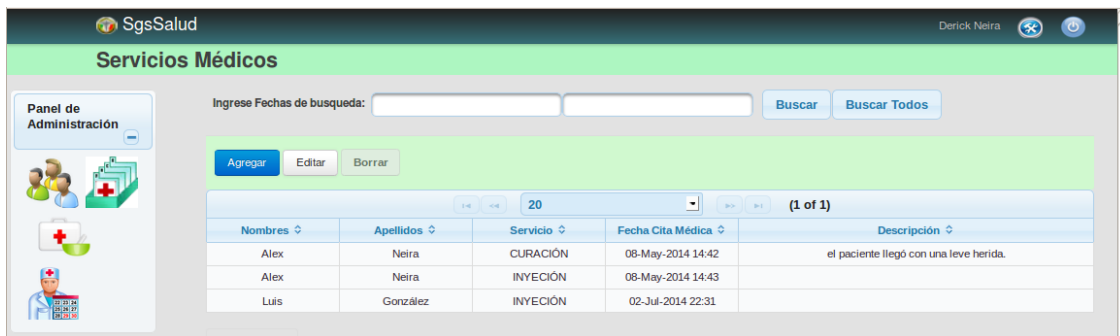 SgsSalud Derick Neira
Servicios Médicos
Panel de
Administración
Ingrese Fechas de busqueda: Buscar Buscar Todos
Agregar Editar Borrar
20 (1 of 1)
Nombres Apellidos Servicio Fecha Cita Médica Descripción
Alex Neira CURACIÓN 08-May-2014 14:42 el paciente llegó con una leve herida.
Alex Neira INYECIÓN 08-May-2014 14:43
Luis González INYECIÓN 02-Jul-2014 22:31